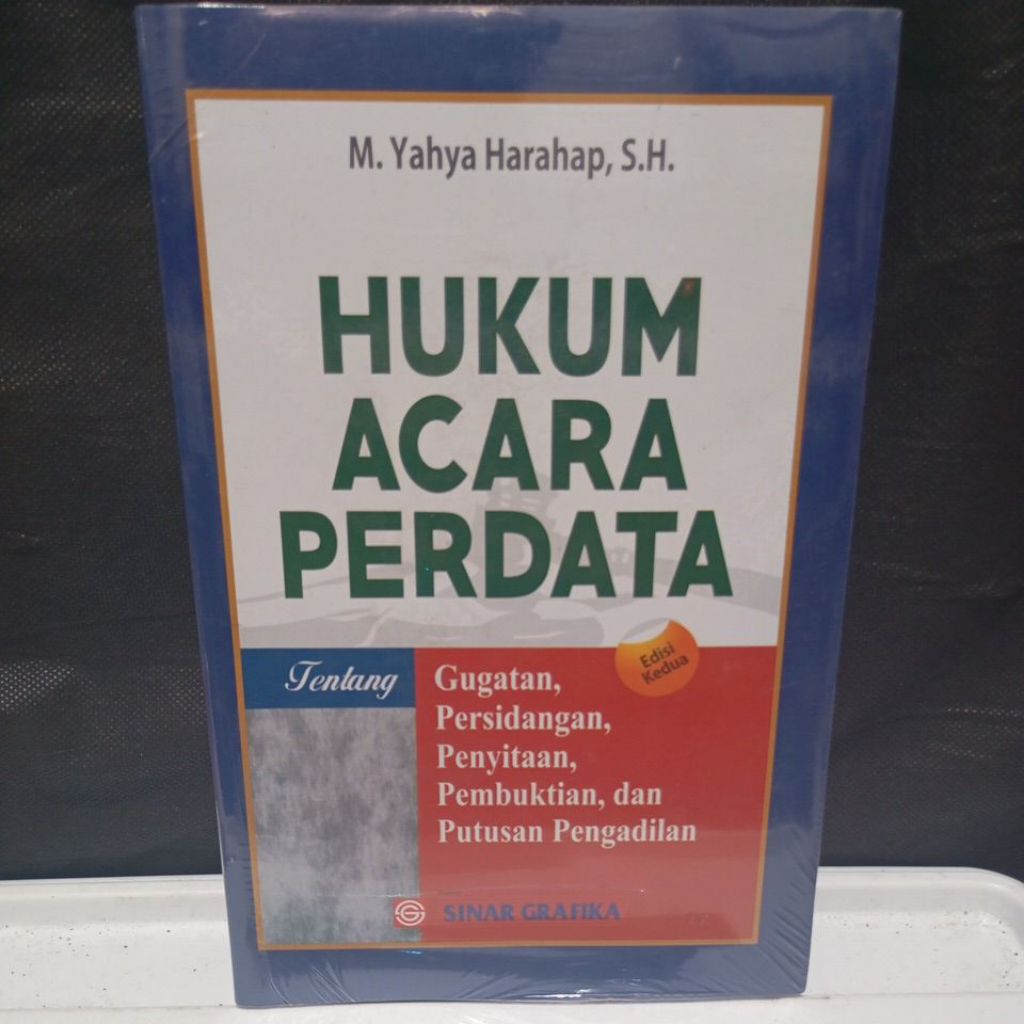 M. Yahya Harahap, S.H.
HUKUM
ACARA
PERDATA
Edisi
Kedua
Tentang
Gugatan,
Persidangan,
Penyitaan,
Pembuktian, dan
Putusan Pengadilan
SINAR GRAFIKA